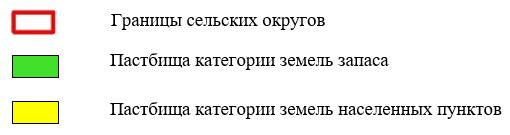 Границы сельских округов
Пастбища категории земель запаса
Пастбища категории земель населенных пунктов